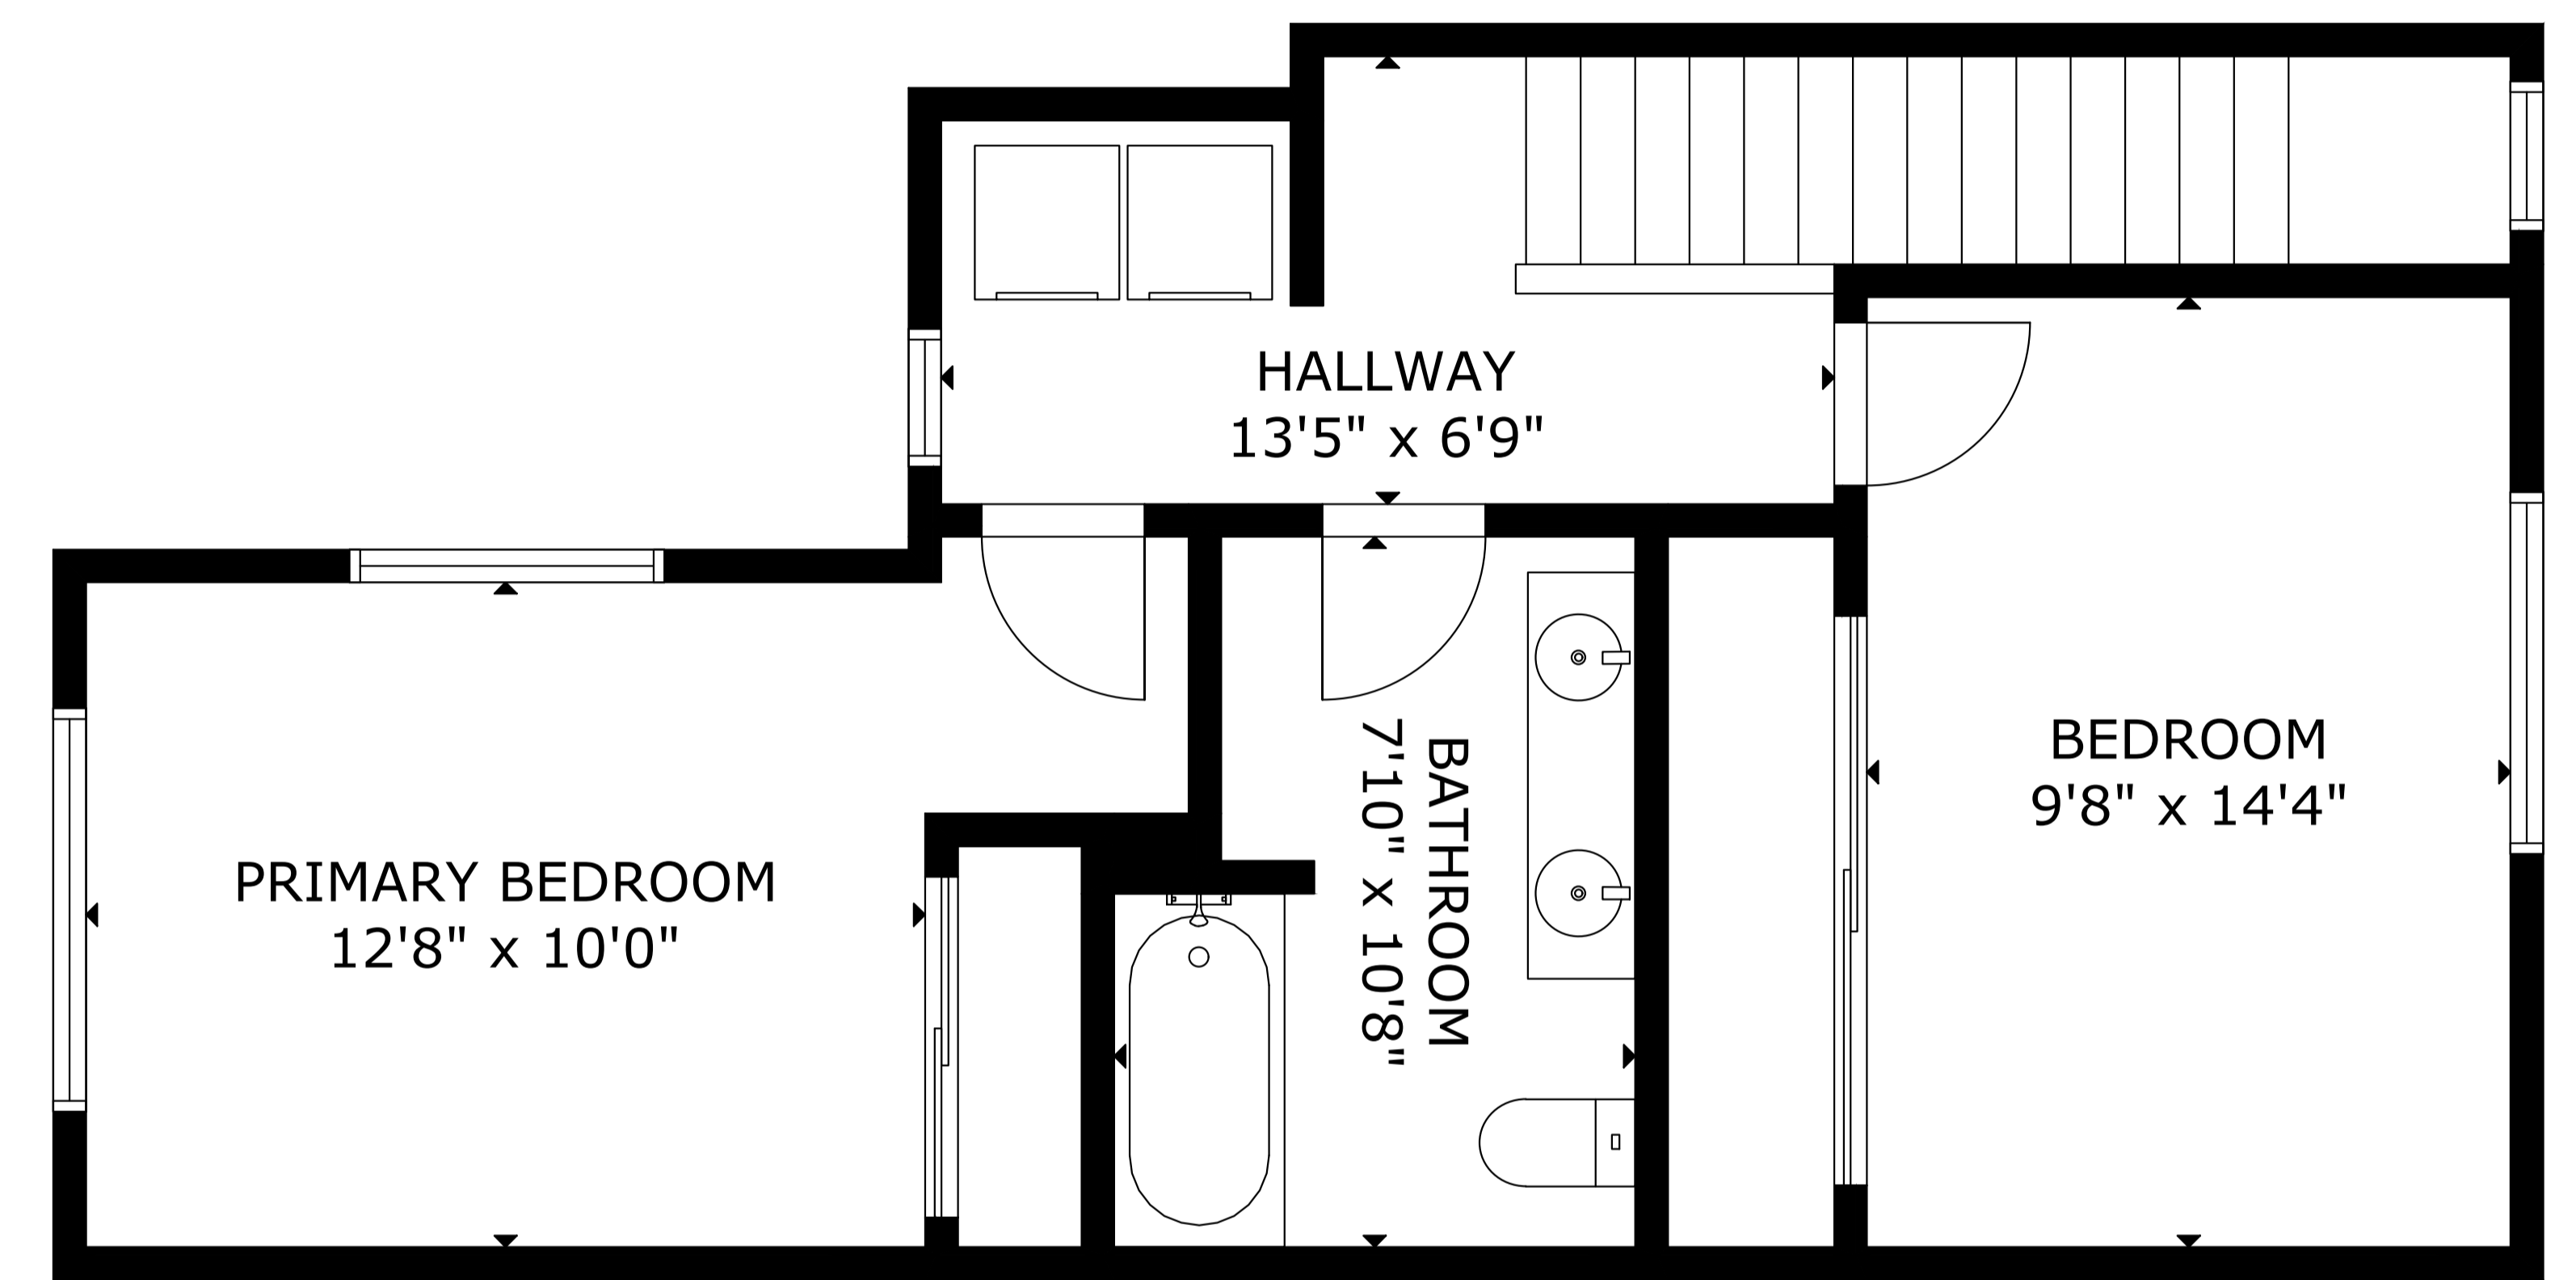 HALLWAY
13'5" x 6'9"
PRIMARY BEDROOM
12'8" x 10'0"
BATHROOM
7'10" x 10'8"
BEDROOM
9'8" x 14'4"